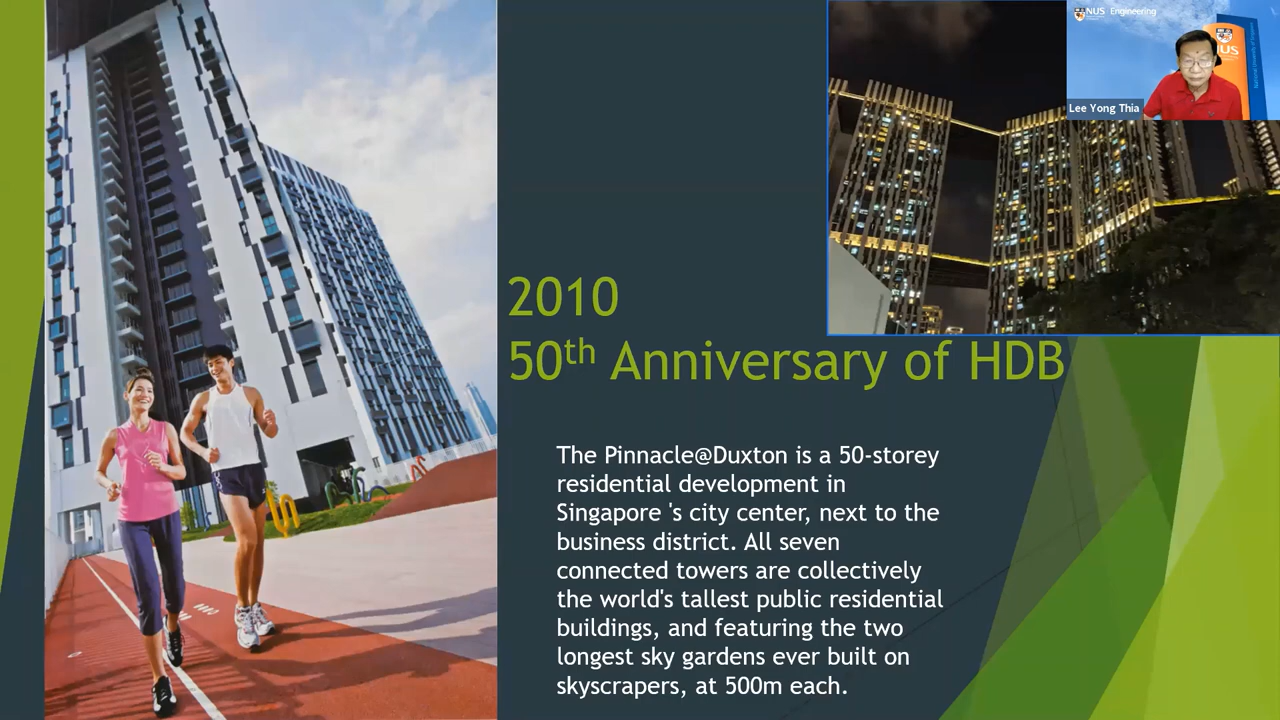 NUS Engineering
NUS
Lee Yong Thia
2010
50th Anniversary of HDB
The Pinnacle@Duxton is a 50-storey
residential development in
Singapore 's city center, next to the
business district. All seven
connected towers are collectively
the world's tallest public residential
buildings, and featuring the two
longest sky gardens ever built on
skyscrapers, at 500m each.